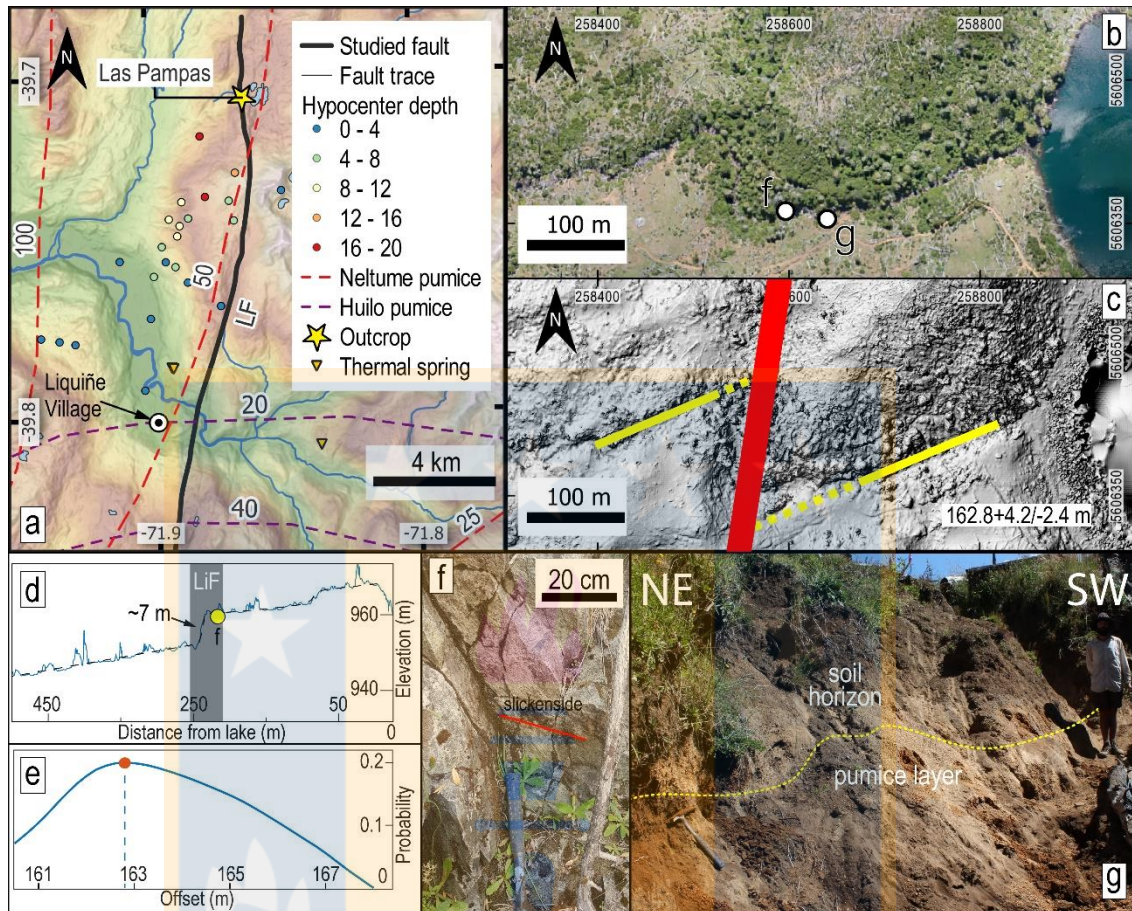 N
Las Pampas
-39.7
-39.8
100
50
LF
Liquiñe
Village
20
40
25
-71.9
-71.8
4 km
a
Studied fault
Fault trace
Hypocenter depth
0 - 4
4 - 8
8 - 12
12 - 16
16 - 20
Neltume pumice
Huilo pumice
Outcrop
Thermal spring
258400
258600
258800
b
N
5606500
5606350
f
g
100 m
258400
600
258800
c
N
5606500
5606350
100 m
162.8+4.2/-2.4 m
d
LiF
~7 m
f
960
940
Elevation (m)
450
250
50
0
Distance from lake (m)
e
0.2
0.1
0
Probability
161
163
165
167
Offset (m)
f
20 cm
slickenside
NE
SW
soil
horizon
pumice layer
g